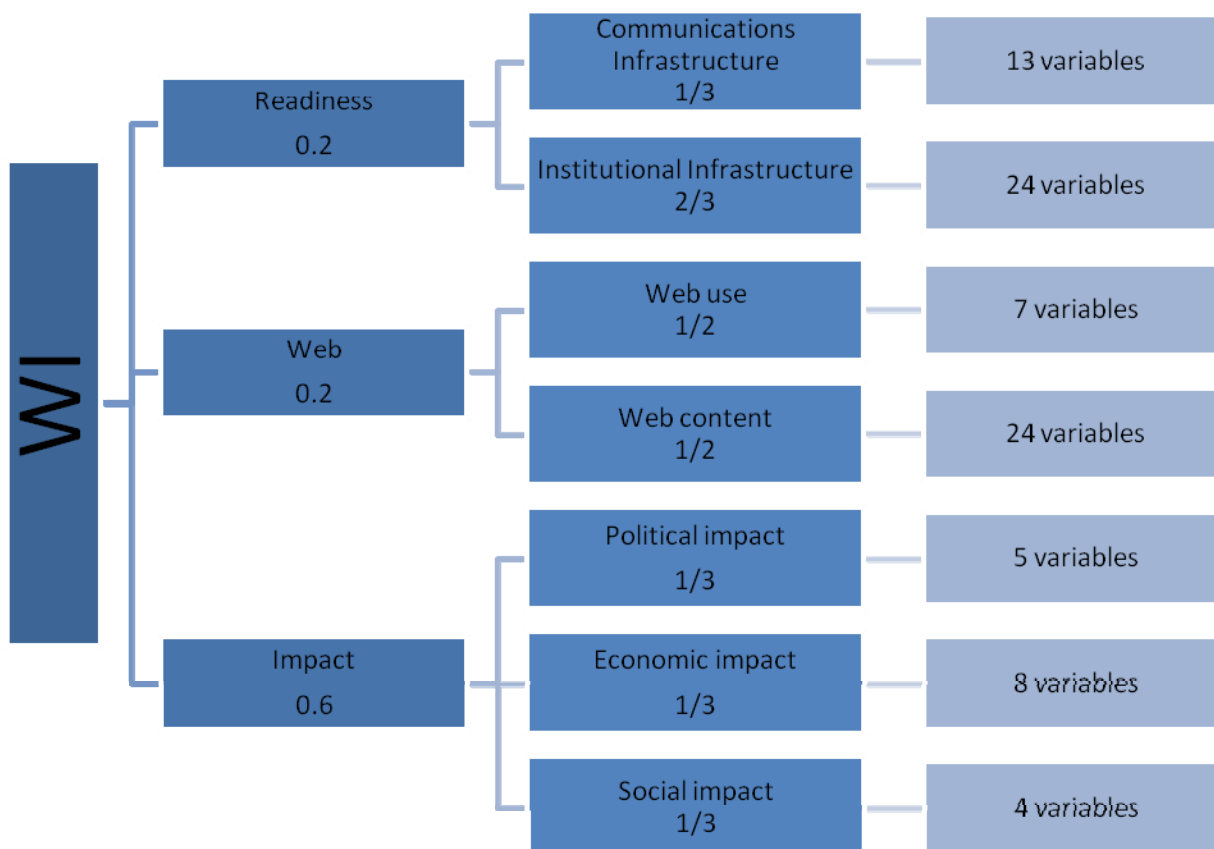 WI
Readiness
0.2
Communications
Infrastructure
1/3
13 variables
Institutional Infrastructure
2/3
24 variables
Web
0.2
Web use
1/2
7 variables
Web content
1/2
24 variables
Impact
0.6
Political impact
1/3
5 variables
Economic impact
1/3
8 variables
Social impact
1/3
4 variables